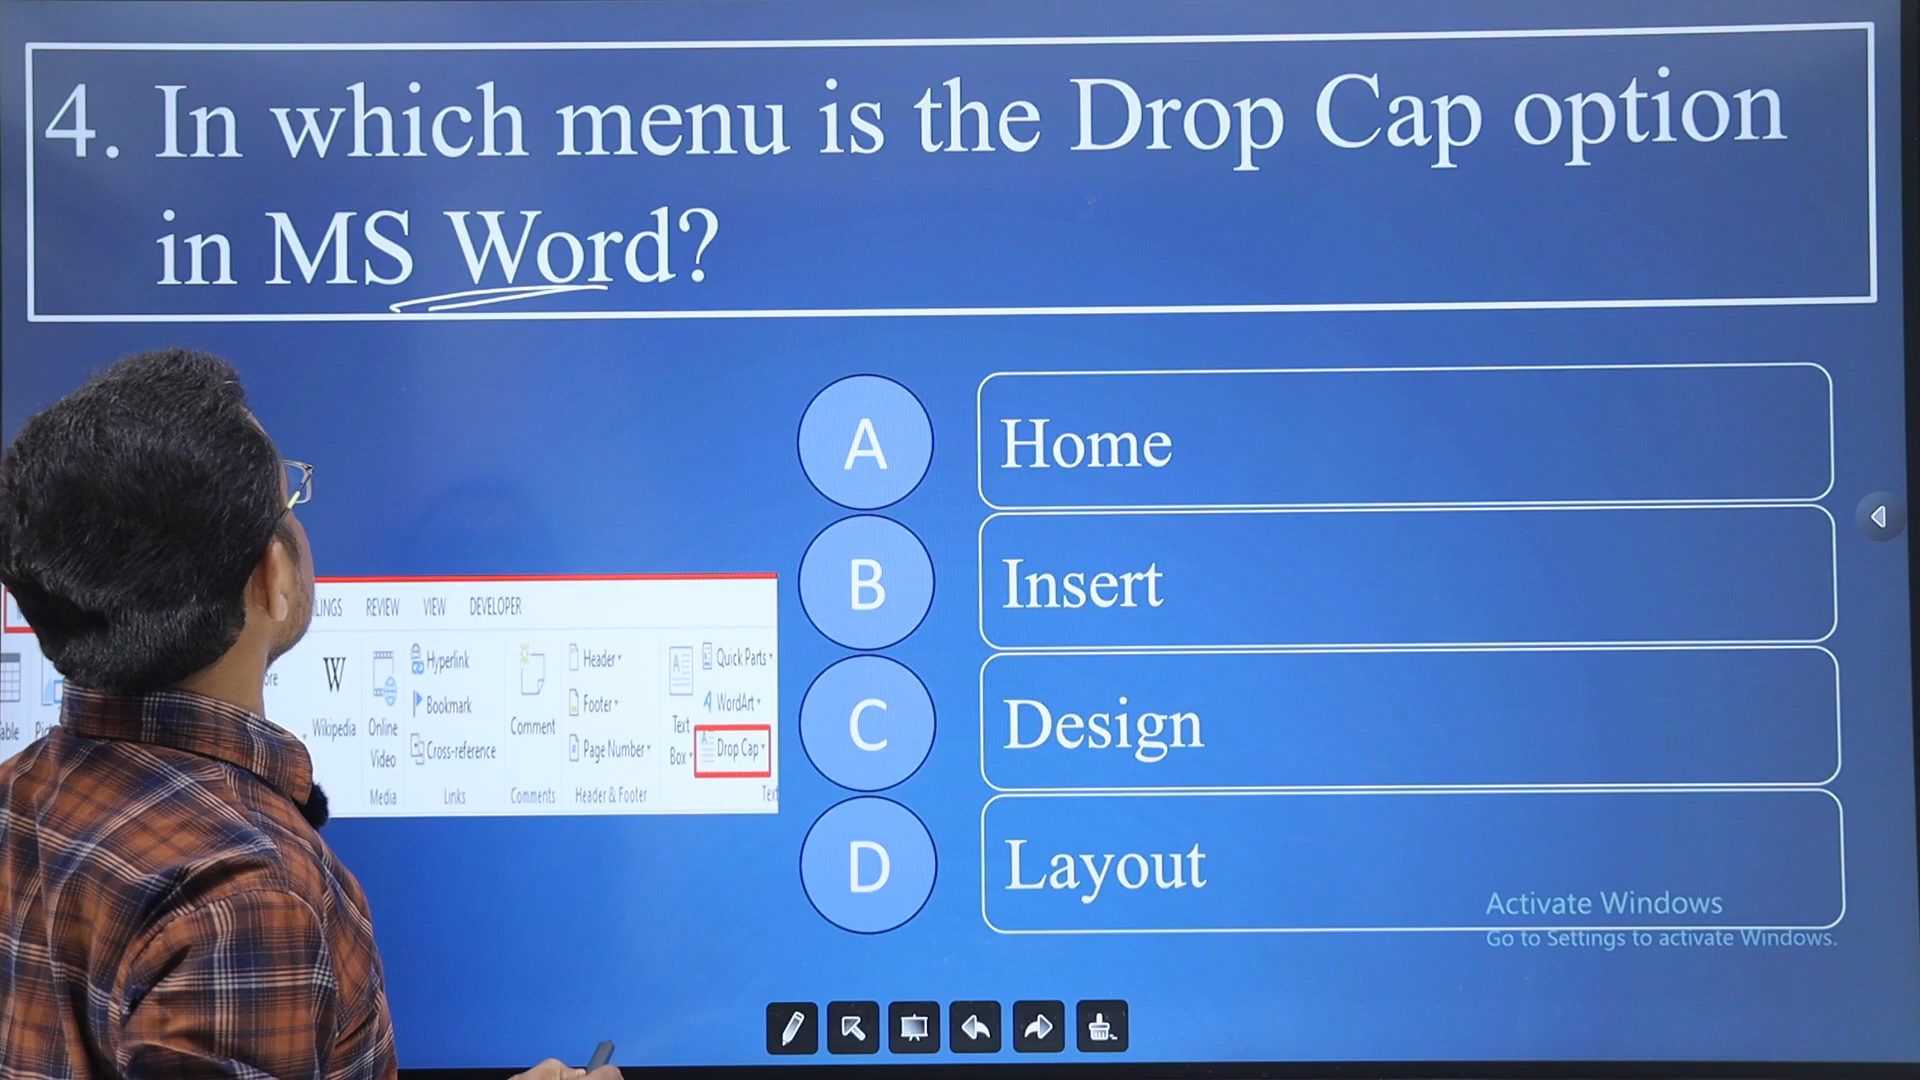 4. In which menu is the Drop Cap option
in MS Word?
A Home
B Insert
C Design
D Layout
LINGS REVIEW VIEW DEVELOPER
W Hyperlink Header Quick Parts
Bookmark Footer WordArt
Wikipedia Online Video Cross-reference Comment Page Number Text Box Drop Cap
Media Links Comments Header & Footer Text
Activate Windows
Go to Settings to activate Windows.